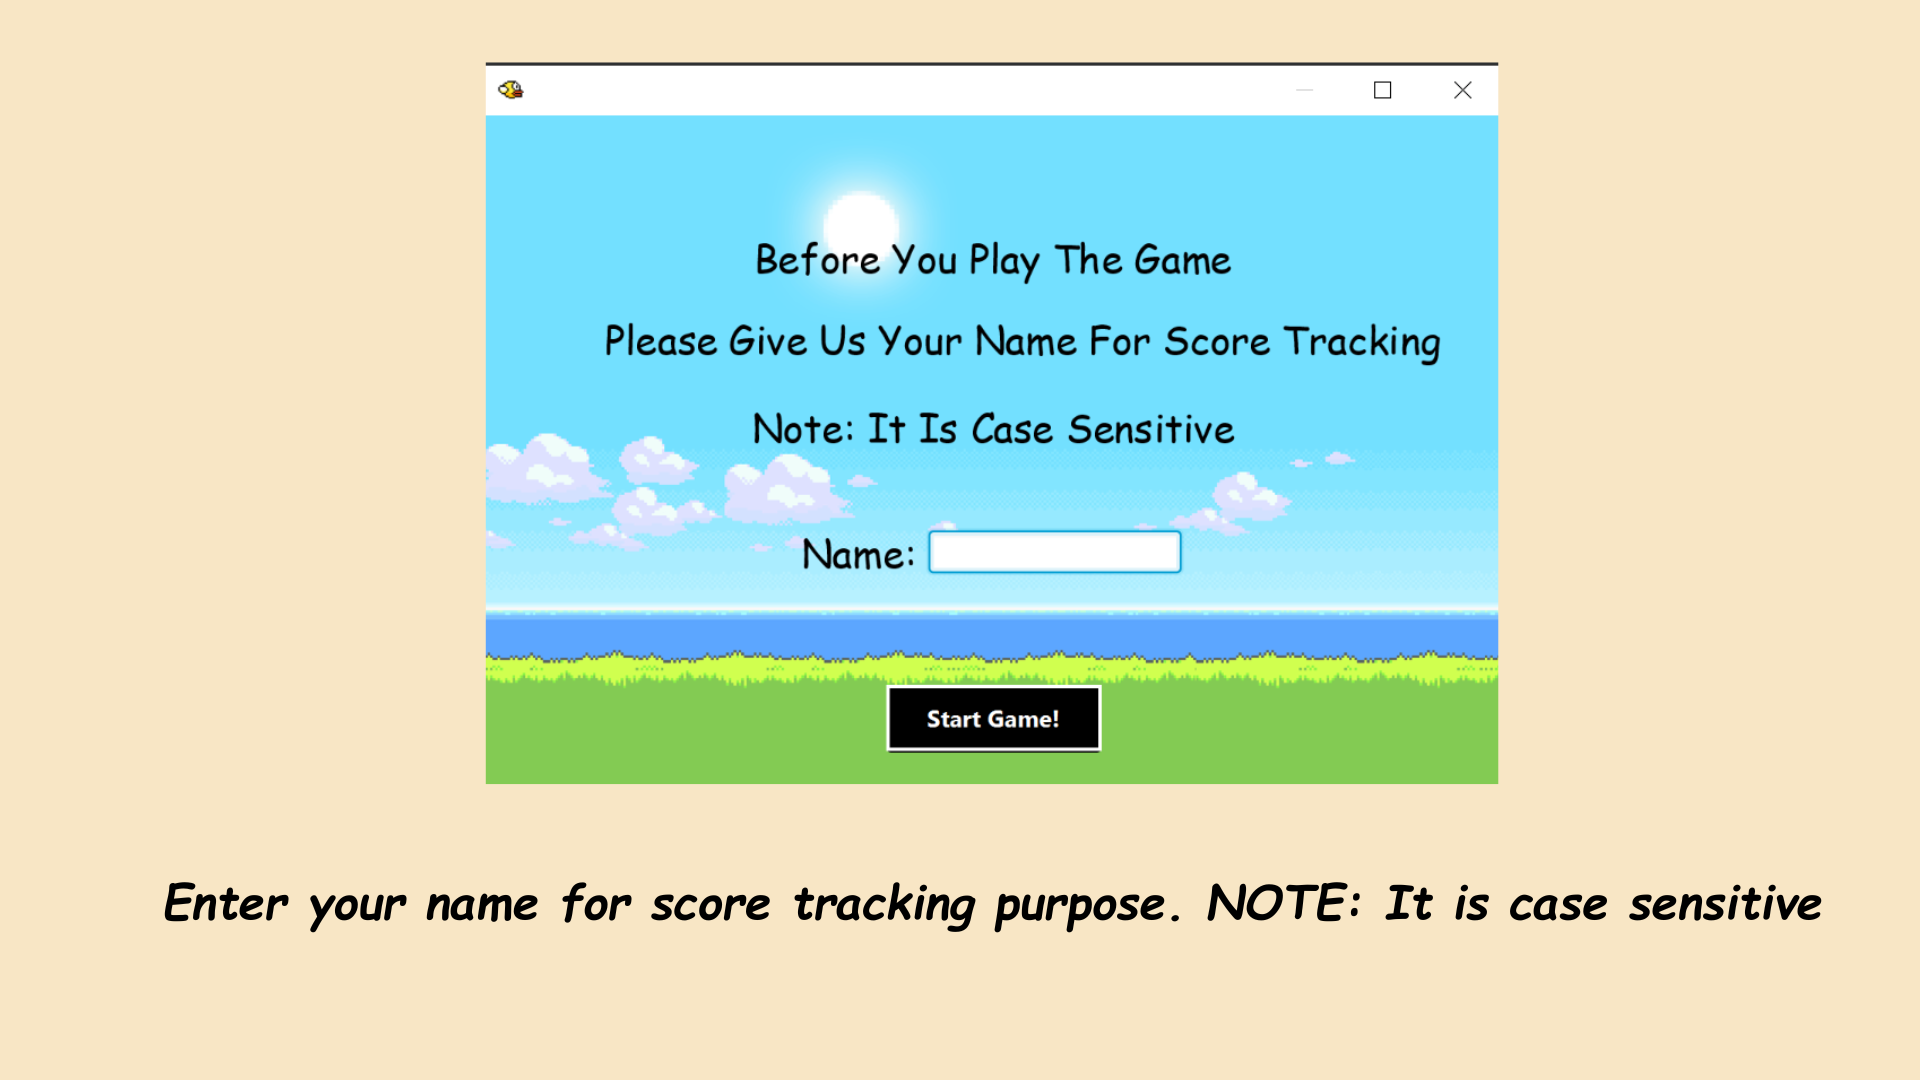 Before You Play The Game
Please Give Us Your Name For Score Tracking
Note: It Is Case Sensitive
Name:
Start Game!
Enter your name for score tracking purpose. NOTE: It is case sensitive